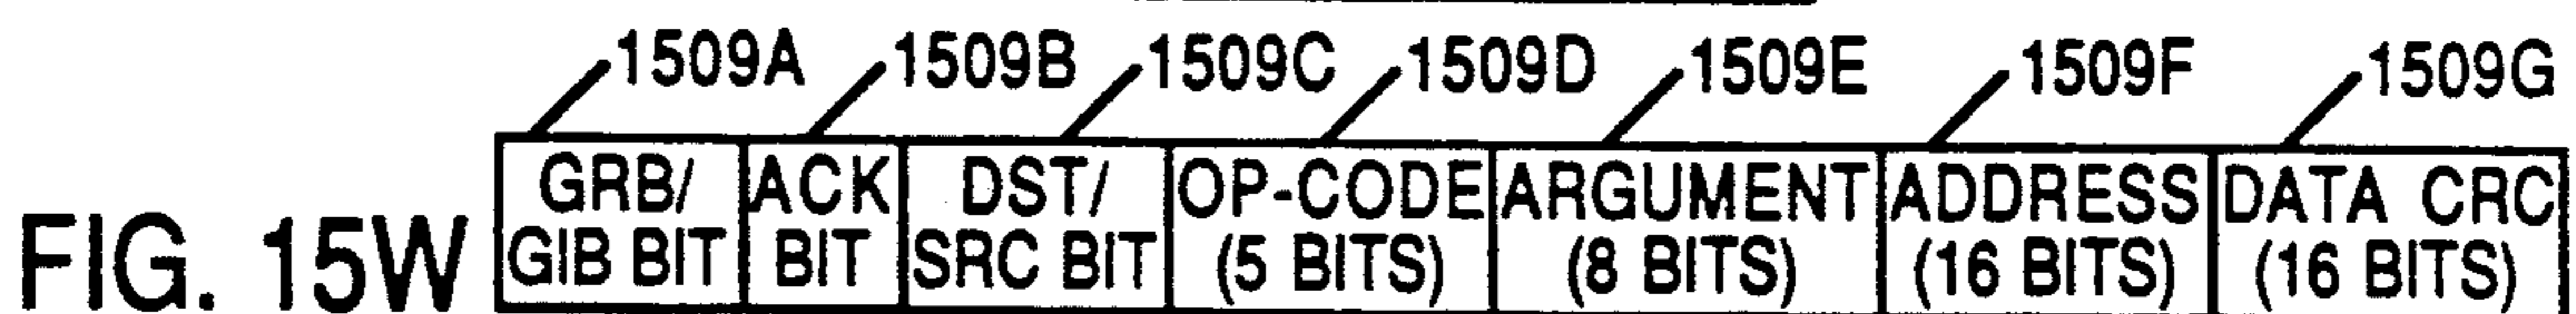 1509A 1509B 1509C 1509D 1509E 1509F 1509G
GRB/ ACK DST/ OP-CODE ARGUMENT ADDRESS DATA CRC
FIG. 15W GIB BIT BIT SRC BIT (5 BITS) (8 BITS) (16 BITS) (16 BITS)